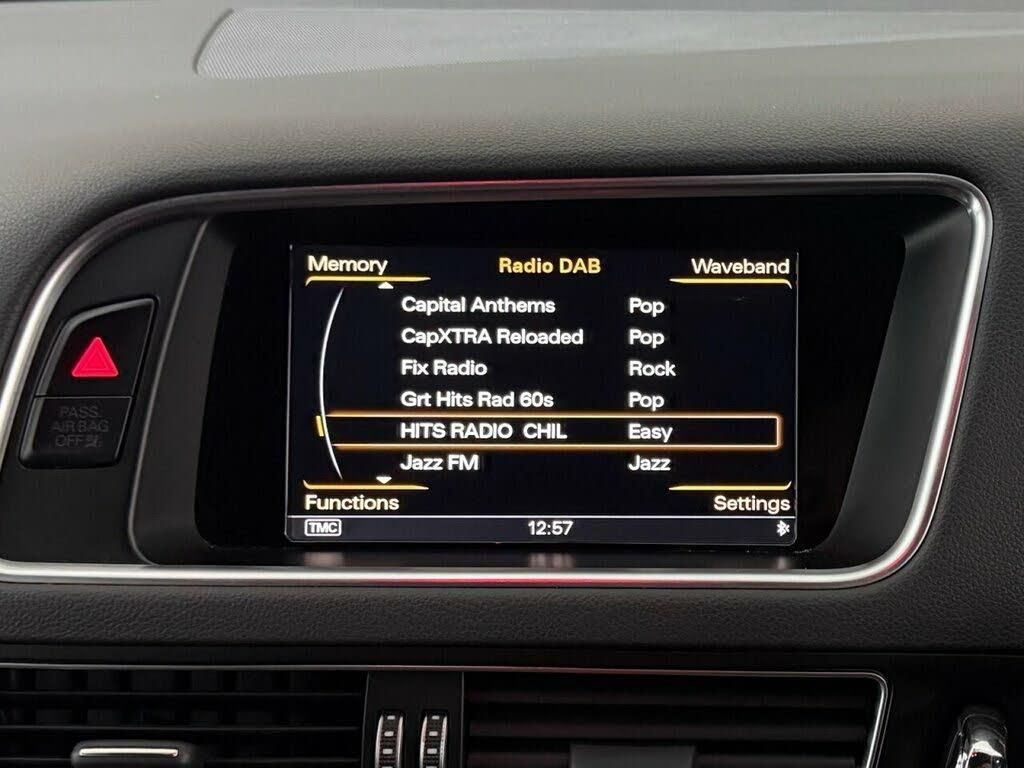 Memory Radio DAB Waveband
Capital Anthems Pop
CapXTRA Reloaded Pop
Fix Radio Rock
Grt Hits Rad 60s Pop
HITS RADIO CHIL Easy
Jazz FM Jazz
Functions Settings
TMC 12:57
PASS.
AIR BAG
OFF